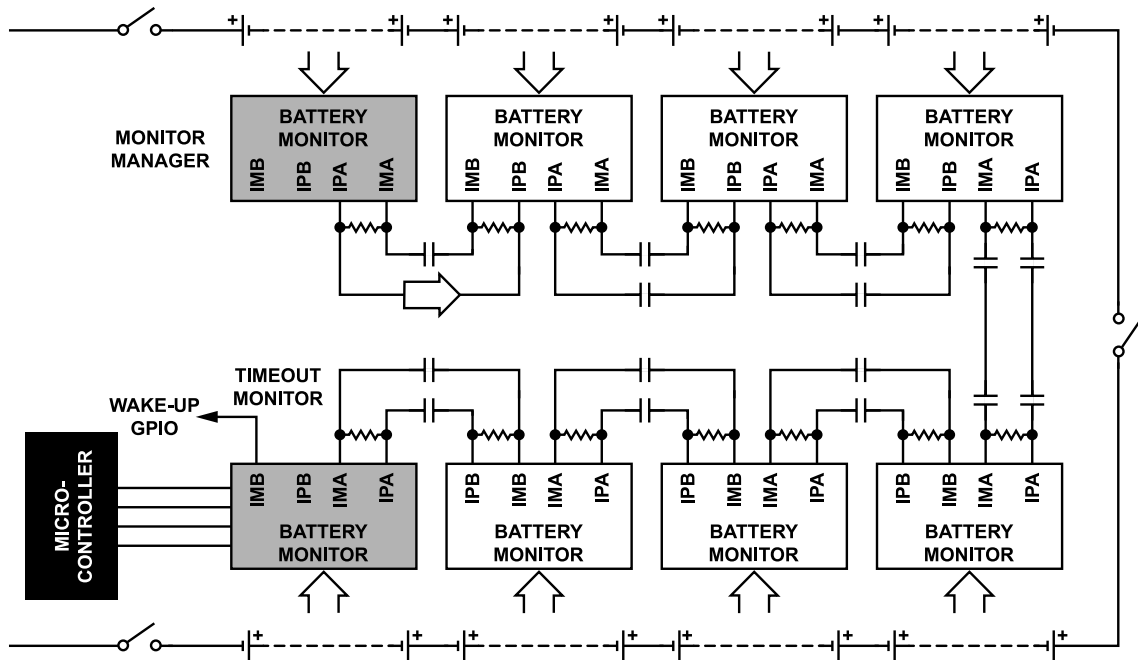 + + + + + + + +
BATTERY MONITOR
BATTERY MONITOR
BATTERY MONITOR
BATTERY MONITOR
MONITOR MANAGER
IMB IPB IPA IMA
IMB IPB IPA IMA
IMB IPB IPA IMA
IMB IPB IMA IPA
TIMEOUT MONITOR
WAKE-UP GPIO
MICRO-
CONTROLLER
IMB IPB IMA IPA
IPB IMB IMA IPA
IPB IMB IMA IPA
IPB IMB IMA IPA
BATTERY MONITOR
BATTERY MONITOR
BATTERY MONITOR
BATTERY MONITOR
+ + + + + + + +